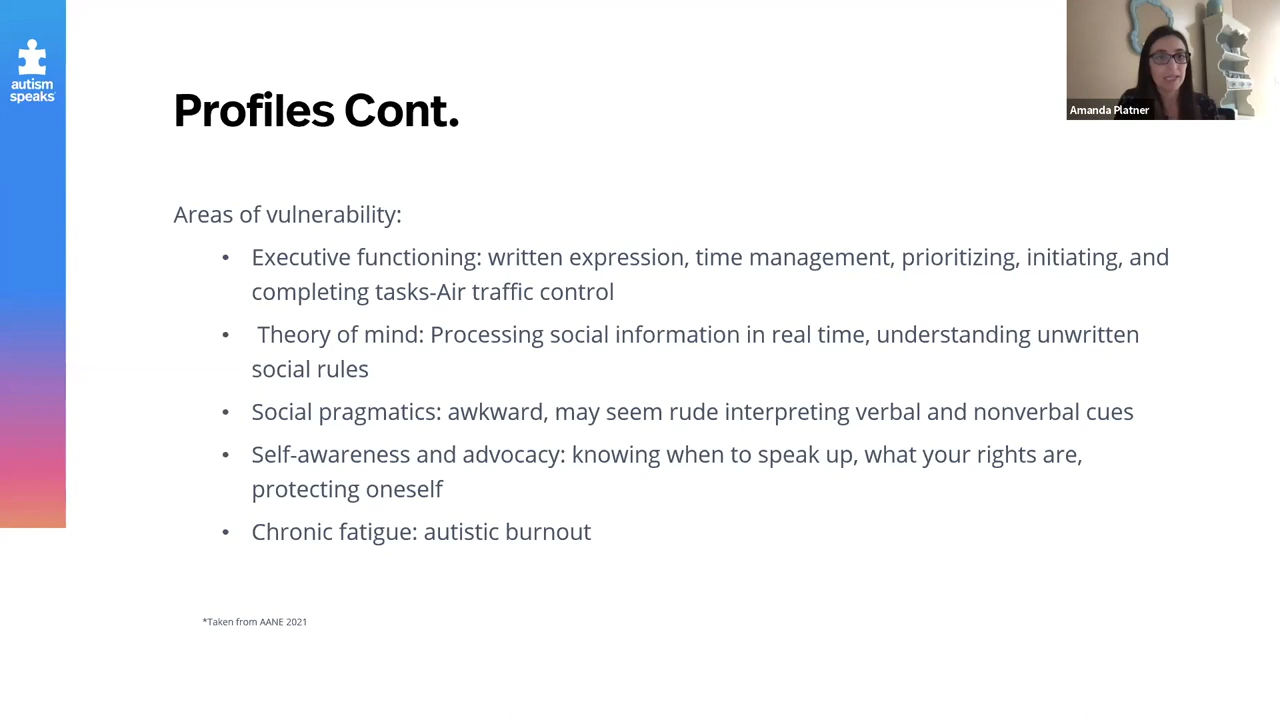 autism
speaks
Profiles Cont.
Amanda Platner
Areas of vulnerability:
• Executive functioning: written expression, time management, prioritizing, initiating, and
completing tasks-Air traffic control
• Theory of mind: Processing social information in real time, understanding unwritten
social rules
• Social pragmatics: awkward, may seem rude interpreting verbal and nonverbal cues
• Self-awareness and advocacy: knowing when to speak up, what your rights are,
protecting oneself
• Chronic fatigue: autistic burnout
*Taken from AANE 2021